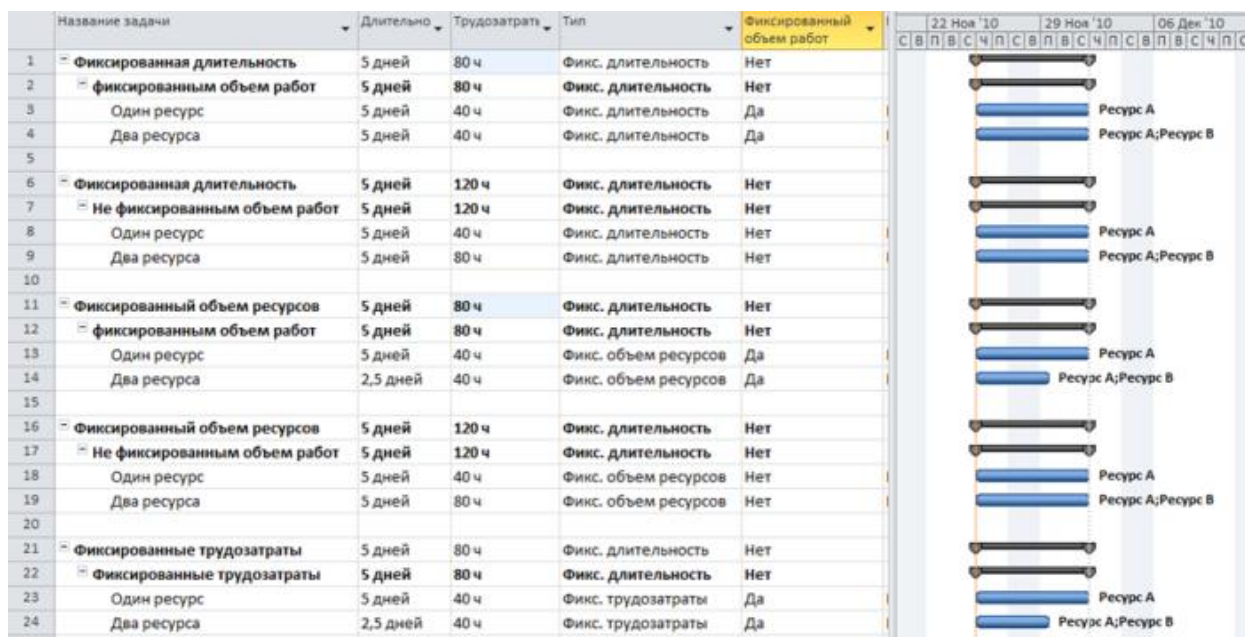 Название задачи Длительно Трудозатрать Тип Фиксированный объем работ 22 Ноя '10 29 Ноя '10 06 Дек '10
С В П В С Ч П С В П В С Ч П С В П В С Ч П С
1 Фиксированная длительность 5 дней 80 ч Фикс. длительность Нет
2 фиксированным объем работ 5 дней 80 ч Фикс. длительность Нет
3 Один ресурс 5 дней 40 ч Фикс. длительность Да Ресурс A
4 Два ресурса 5 дней 40 ч Фикс. длительность Да Ресурс A;Ресурс B
5
6 Фиксированная длительность 5 дней 120 ч Фикс. длительность Нет
7 Не фиксированным объем работ 5 дней 120 ч Фикс. длительность Нет
8 Один ресурс 5 дней 40 ч Фикс. длительность Нет Ресурс A
9 Два ресурса 5 дней 80 ч Фикс. длительность Нет Ресурс A;Ресурс B
10
11 Фиксированный объем ресурсов 5 дней 80 ч Фикс. длительность Нет
12 фиксированным объем работ 5 дней 80 ч Фикс. длительность Нет
13 Один ресурс 5 дней 40 ч Фикс. объем ресурсов Да Ресурс A
14 Два ресурса 2,5 дней 40 ч Фикс. объем ресурсов Да Ресурс A;Ресурс B
15
16 Фиксированный объем ресурсов 5 дней 120 ч Фикс. длительность Нет
17 Не фиксированным объем работ 5 дней 120 ч Фикс. длительность Нет
18 Один ресурс 5 дней 40 ч Фикс. объем ресурсов Нет Ресурс A
19 Два ресурса 5 дней 80 ч Фикс. объем ресурсов Нет Ресурс A;Ресурс B
20
21 Фиксированные трудозатраты 5 дней 80 ч Фикс. длительность Нет
22 Фиксированные трудозатраты 5 дней 80 ч Фикс. длительность Нет
23 Один ресурс 5 дней 40 ч Фикс. трудозатраты Да Ресурс A
24 Два ресурса 2,5 дней 40 ч Фикс. трудозатраты Да Ресурс A;Ресурс B